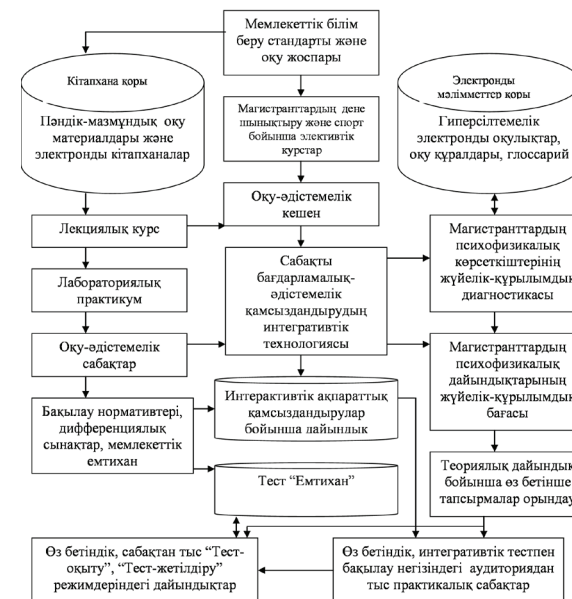 Мемлекеттік білім
беру стандарты және
оқу жоспары
Кітапхана қоры
Пәндік-мазмұндық оқу
материалдары және
электронды кітапханалар
Магистранттардың дене
шынықтыру және спорт
бойынша элективтік
курстар
Электронды
мәлімметтер қоры
Гиперсілтемелік
электронды оқулықтар,
оқу құралдары, глоссарий
Оқу-әдістемелік
кешен
Лекциялық курс
Лабораториялық
практикум
Оқу-әдістемелік
сабақтар
Бақылау нормативтері,
дифференциялық
сынақтар, мемлекеттік
емтихан
Сабақты
бағдарламалық-
әдістемелік
қамсыздандырудың
интегративтік
технологиясы
Интерактивтік ақпараттық
қамсыздандырулар
бойынша дайындық
Тест “Емтихан”
Магистранттардың
психофизикалық
көрсеткіштерінің
жүйелік-құрылымдық
диагностикасы
Магистранттардың
психофизикалық
дайындықтарының
жүйелік-құрылымдық
бағасы
Теориялық дайындық
бойынша өз бетінше
тапсырмалар орындау
Өз бетіндік, сабақтан тыс “Тест-
оқыту”, “Тест-жетілдіру”
режимдеріндегі дайындықтар
Өз бетіндік, интегративтік тестпен
бақылау негізіндегі аудиториядан
тыс практикалық сабақтар